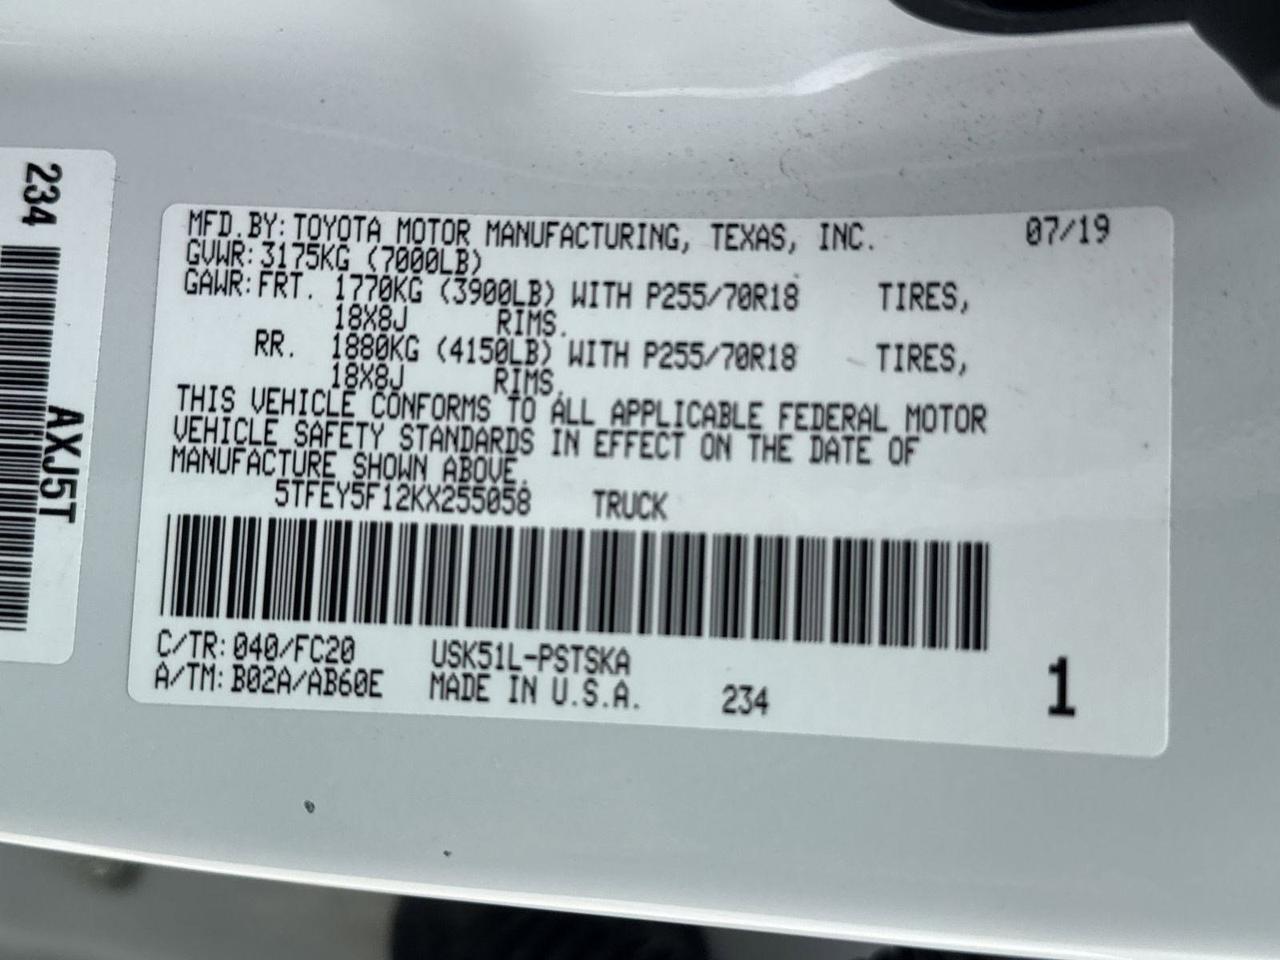 234
AXJ5T
MFD.BY:TOYOTA MOTOR MANUFACTURING, TEXAS, INC. 07/19
GVWR:3175KG (7000LB)
GAWR:FRT. 1770KG (3900LB) WITH P255/70R18 TIRES,
18X8J RIMS.
RR. 1880KG (4150LB) WITH P255/70R18 TIRES,
18X8J RIMS.
THIS VEHICLE CONFORMS TO ALL APPLICABLE FEDERAL MOTOR
VEHICLE SAFETY STANDARDS IN EFFECT ON THE DATE OF
MANUFACTURE SHOWN ABOVE.
5TFEY5F12KX255058 TRUCK
C/TR:040/FC20 USK51L-PSTSKA
A/TM:B02A/AB60E MADE IN U.S.A. 234 1